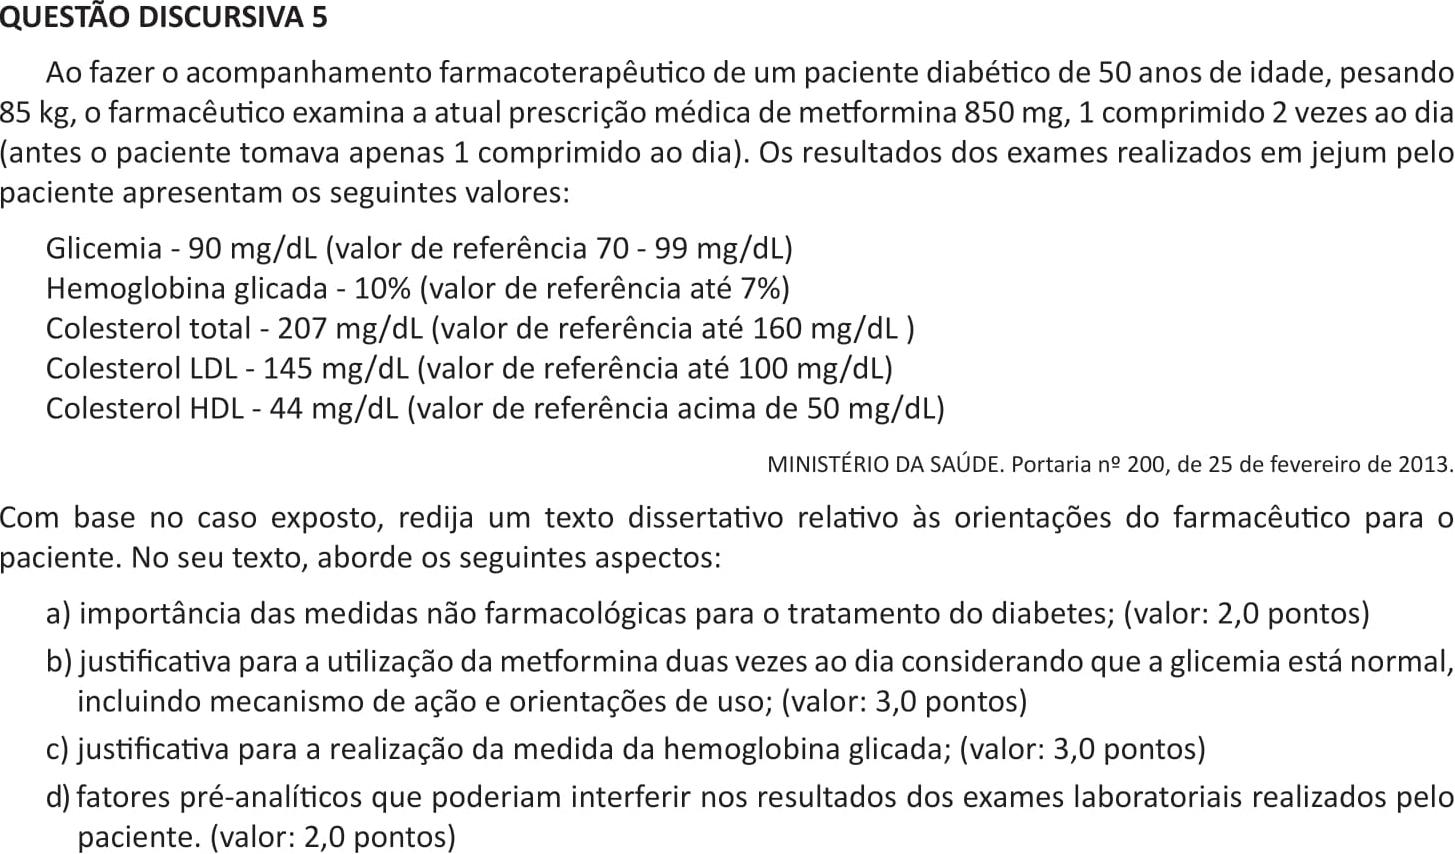 QUESTÃO DISCURSIVA 5
Ao fazer o acompanhamento farmacoterapêutico de um paciente diabético de 50 anos de idade, pesando
85 kg, o farmacêutico examina a atual prescrição médica de metformina 850 mg, 1 comprimido 2 vezes ao dia
(antes o paciente tomava apenas 1 comprimido ao dia). Os resultados dos exames realizados em jejum pelo
paciente apresentam os seguintes valores:
Glicemia - 90 mg/dL (valor de referência 70 - 99 mg/dL)
Hemoglobina glicada - 10% (valor de referência até 7%)
Colesterol total - 207 mg/dL (valor de referência até 160 mg/dL )
Colesterol LDL - 145 mg/dL (valor de referência até 100 mg/dL)
Colesterol HDL - 44 mg/dL (valor de referência acima de 50 mg/dL)
MINISTÉRIO DA SAÚDE. Portaria nº 200, de 25 de fevereiro de 2013.
Com base no caso exposto, redija um texto dissertativo relativo às orientações do farmacêutico para o
paciente. No seu texto, aborde os seguintes aspectos:
a) importância das medidas não farmacológicas para o tratamento do diabetes; (valor: 2,0 pontos)
b) justificativa para a utilização da metformina duas vezes ao dia considerando que a glicemia está normal,
incluindo mecanismo de ação e orientações de uso; (valor: 3,0 pontos)
c) justificativa para a realização da medida da hemoglobina glicada; (valor: 3,0 pontos)
d) fatores pré-analíticos que poderiam interferir nos resultados dos exames laboratoriais realizados pelo
paciente. (valor: 2,0 pontos)